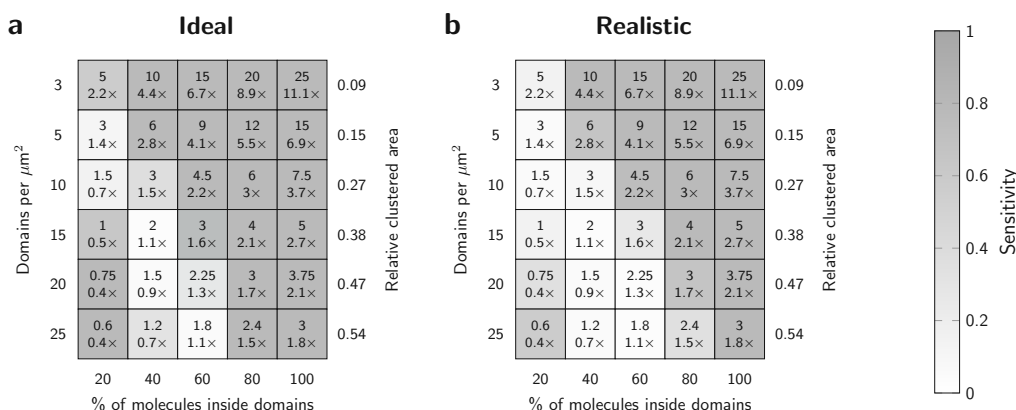 a Ideal
Domains per μm²
3 5 10 15 20 25
5 10 15 20 25
2.2× 4.4× 6.7× 8.9× 11.1×
3 6 9 12 15
1.4× 2.8× 4.1× 5.5× 6.9×
1.5 3 4.5 6 7.5
0.7× 1.5× 2.2× 3× 3.7×
1 2 3 4 5
0.5× 1.1× 1.6× 2.1× 2.7×
0.75 1.5 2.25 3 3.75
0.4× 0.9× 1.3× 1.7× 2.1×
0.6 1.2 1.8 2.4 3
0.4× 0.7× 1.1× 1.5× 1.8×
0.09 0.15 0.27 0.38 0.47 0.54
Relative clustered area
20 40 60 80 100
% of molecules inside domains
b Realistic
Domains per μm²
3 5 10 15 20 25
5 10 15 20 25
2.2× 4.4× 6.7× 8.9× 11.1×
3 6 9 12 15
1.4× 2.8× 4.1× 5.5× 6.9×
1.5 3 4.5 6 7.5
0.7× 1.5× 2.2× 3× 3.7×
1 2 3 4 5
0.5× 1.1× 1.6× 2.1× 2.7×
0.75 1.5 2.25 3 3.75
0.4× 0.9× 1.3× 1.7× 2.1×
0.6 1.2 1.8 2.4 3
0.4× 0.7× 1.1× 1.5× 1.8×
0.09 0.15 0.27 0.38 0.47 0.54
Relative clustered area
20 40 60 80 100
% of molecules inside domains
1
0.8
0.6
0.4
0.2
0
Sensitivity